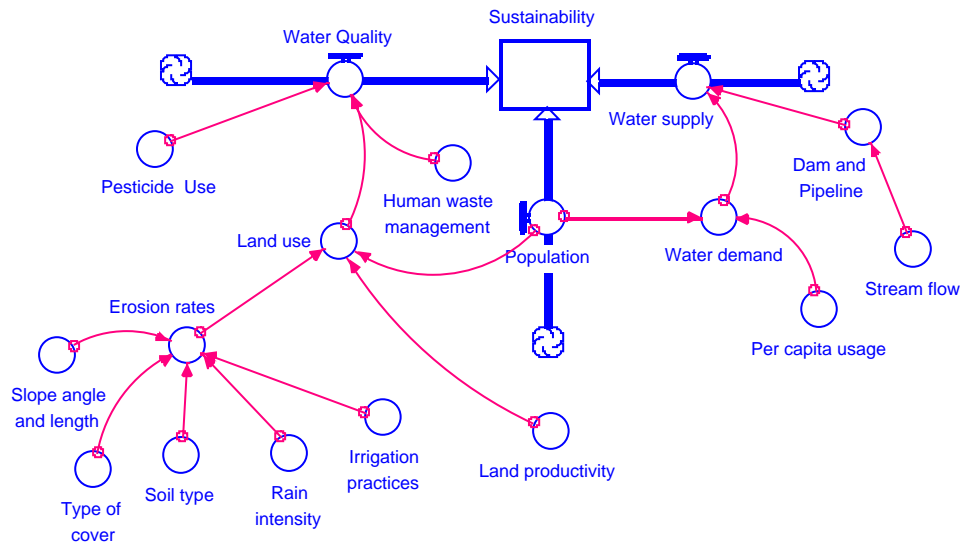 Sustainability
Water Quality
Water supply
Pesticide  Use
Human waste
management
Dam and
Pipeline
Land use
Population
Water demand
Stream flow
Erosion rates
Per capita usage
Slope angle
and length
Irrigation
practices
Land productivity
Type of
cover
Soil type
Rain
intensity